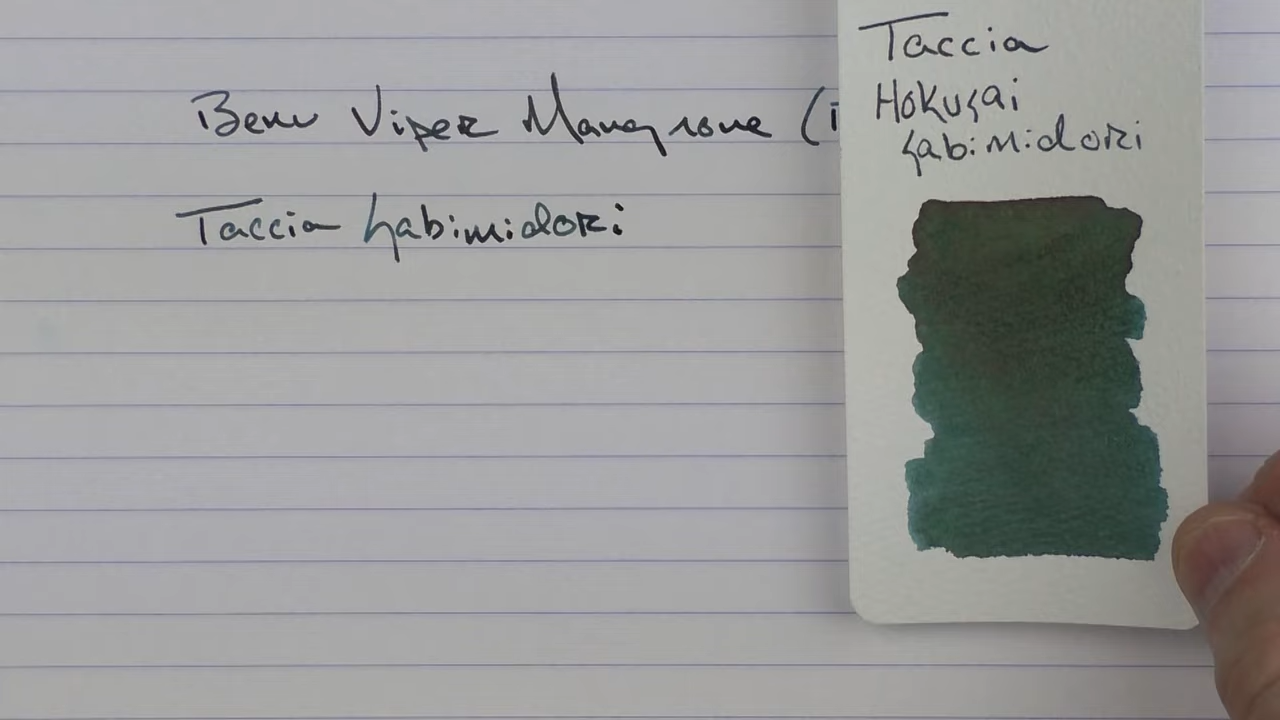 Benu Viper Mangrove (
Taccia sabimidori
Taccia
Hokusai
sabimidori